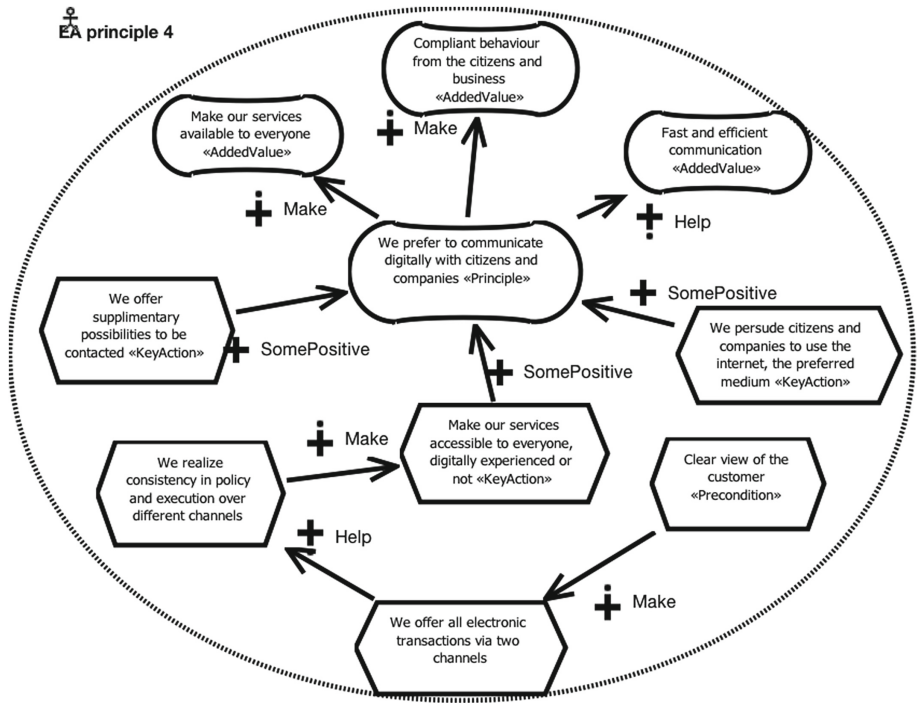 EA principle 4
Compliant behaviour
from the citizens and
business
«AddedValue»
Make our services
available to everyone
«AddedValue»
Make
Fast and efficient
communication
«AddedValue»
Make
Help
We prefer to communicate
digitally with citizens and
companies «Principle»
We offer
supplimentary
possibilities to be
contacted «KeyAction»
SomePositive
SomePositive
We persude citizens and
companies to use the
internet, the preferred
medium «KeyAction»
SomePositive
Make our services
accessible to everyone,
digitally experienced or
not «KeyAction»
Make
We realize
consistency in policy
and execution over
different channels
Clear view of the
customer
«Precondition»
Help
Make
We offer all electronic
transactions via two
channels